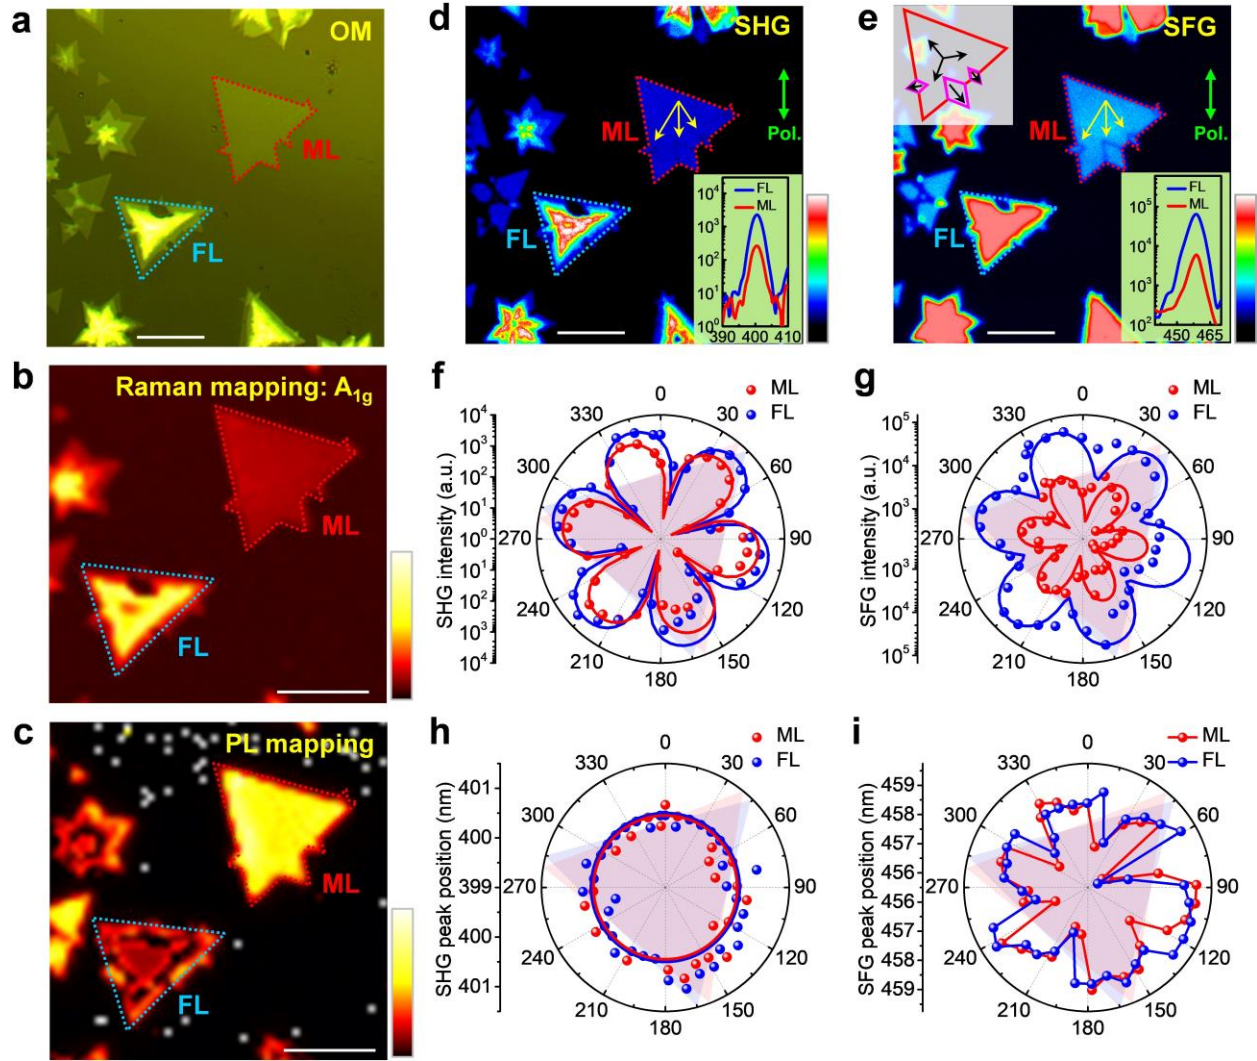 a
OM
ML
FL
b
Raman mapping: A1g
ML
FL
c
PL mapping
ML
FL
d
SHG
ML
Pol.
FL
FL
ML
10^4
10^3
10^2
10^1
10^0
390 400 410
e
SFG
ML
Pol.
FL
FL
ML
10^5
10^4
10^3
10^2
450 465
f
ML
FL
SHG intensity (a.u.)
10^4
10^3
10^2
10^1
10^0
10^1
10^2
10^3
10^4
0
30
60
90
120
150
180
210
240
270
300
330
g
ML
FL
SFG intensity (a.u.)
10^5
10^4
10^3
10^2
10^3
10^4
10^5
0
30
60
90
120
150
180
210
240
270
300
330
h
ML
FL
SHG peak position (nm)
401
400
399
400
401
0
30
60
90
120
150
180
210
240
270
300
330
i
ML
FL
SFG peak position (nm)
459
458
457
456
456
457
458
459
0
30
60
90
120
150
180
210
240
270
300
330